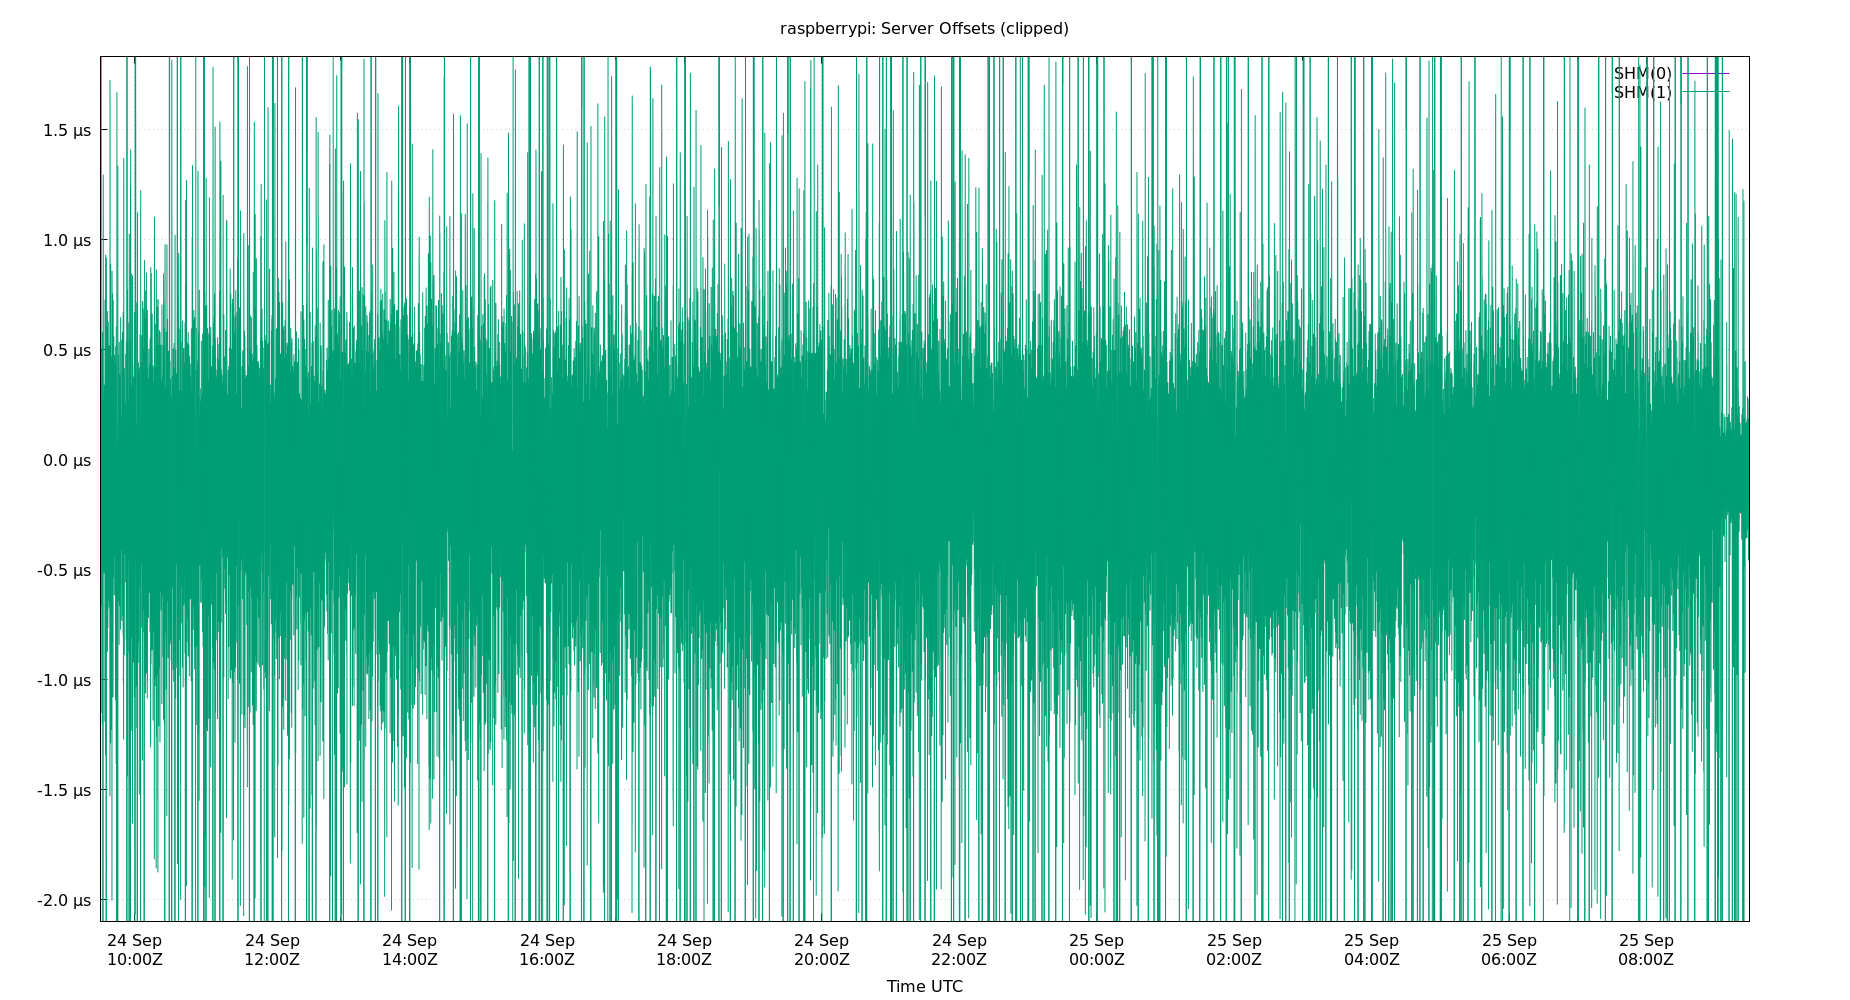 raspberrypi: Server Offsets (clipped)
SHM(0)
SHM(1)
1.5 µs
1.0 µs
0.5 µs
0.0 µs
-0.5 µs
-1.0 µs
-1.5 µs
-2.0 µs
24 Sep 24 Sep 24 Sep 24 Sep 24 Sep 24 Sep 24 Sep 25 Sep 25 Sep 25 Sep 25 Sep 25 Sep
10:00Z 12:00Z 14:00Z 16:00Z 18:00Z 20:00Z 22:00Z 00:00Z 02:00Z 04:00Z 06:00Z 08:00Z
Time UTC